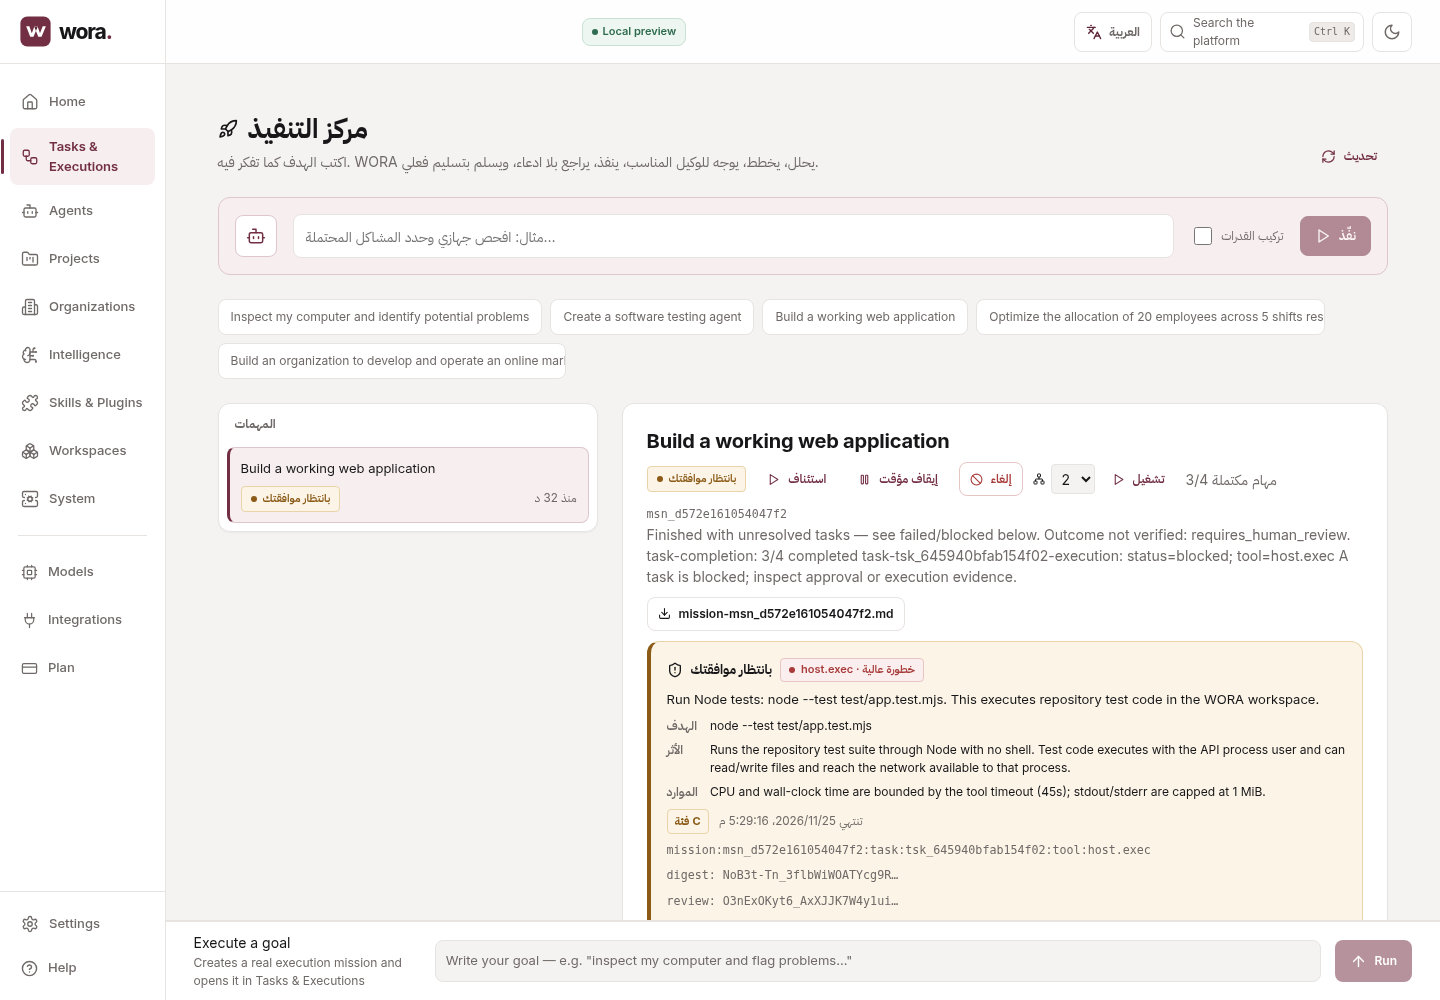 wora.
Local preview
العربية
Search the platform
Ctrl K
Home
Tasks & Executions
Agents
Projects
Organizations
Intelligence
Skills & Plugins
Workspaces
System
Models
Integrations
Plan
Settings
Help
مركز التنفيذ
اكتب الهدف كما تفكر فيه. WORA يحلل، يخطط، يوجه للوكيل المناسب، ينفذ، يراجع بلا ادعاء، ويسلم بتسليم فعلي.
تحديث
مثال: افحص جهازي وحدد المشاكل المحتملة...
تركيب القدرات
نفّذ
Inspect my computer and identify potential problems
Create a software testing agent
Build a working web application
Optimize the allocation of 20 employees across 5 shifts res
Build an organization to develop and operate an online mar
المهمات
Build a working web application
بانتظار موافقتك
منذ 32 د
Build a working web application
بانتظار موافقتك
استئناف
إيقاف مؤقت
إلغاء
2
تشغيل
3/4 مهام مكتملة
msn_d572e161054047f2
Finished with unresolved tasks — see failed/blocked below. Outcome not verified: requires_human_review.
task-completion: 3/4 completed task-tsk_645940bfab154f02-execution: status=blocked; tool=host.exec A
task is blocked; inspect approval or execution evidence.
mission-msn_d572e161054047f2.md
بانتظار موافقتك
host.exec · خطورة عالية
Run Node tests: node --test test/app.test.mjs. This executes repository test code in the WORA workspace.
الهدف
node --test test/app.test.mjs
الأثر
Runs the repository test suite through Node with no shell. Test code executes with the API process user and can
read/write files and reach the network available to that process.
الموارد
CPU and wall-clock time are bounded by the tool timeout (45s); stdout/stderr are capped at 1 MiB.
فئة C
تنتهي 25/11/2026، 5:29:16 م
mission:msn_d572e161054047f2:task:tsk_645940bfab154f02:tool:host.exec
digest: NoB3t-Tn_3flbWiWOATYcg9R…
review: O3nExOKyt6_AxXJJK7W4y1ui…
Execute a goal
Creates a real execution mission and
opens it in Tasks & Executions
Write your goal — e.g. "inspect my computer and flag problems..."
Run